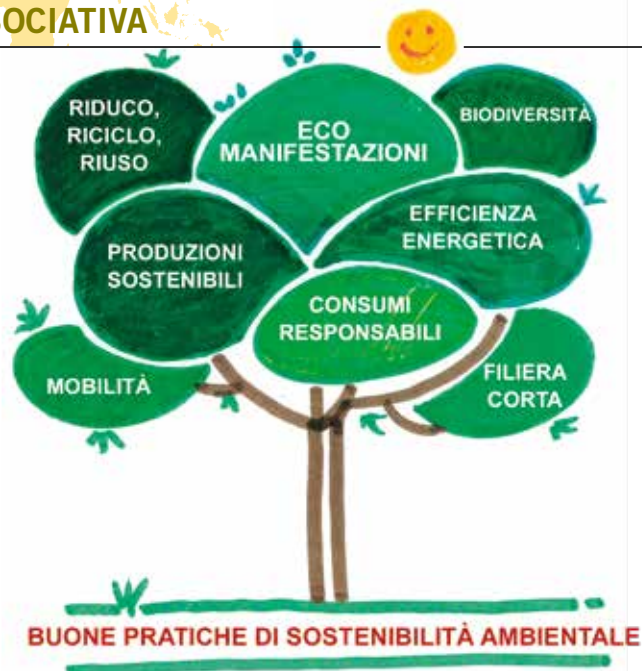 RIDUCO,
RICICLO,
RIUSO
ECO
MANIFESTAZIONI
BIODIVERSITÀ
PRODUZIONI
SOSTENIBILI
EFFICIENZA
ENERGETICA
CONSUMI
RESPONSABILI
MOBILITÀ
FILIERA
CORTA
BUONE PRATICHE DI SOSTENIBILITÀ AMBIENTALE